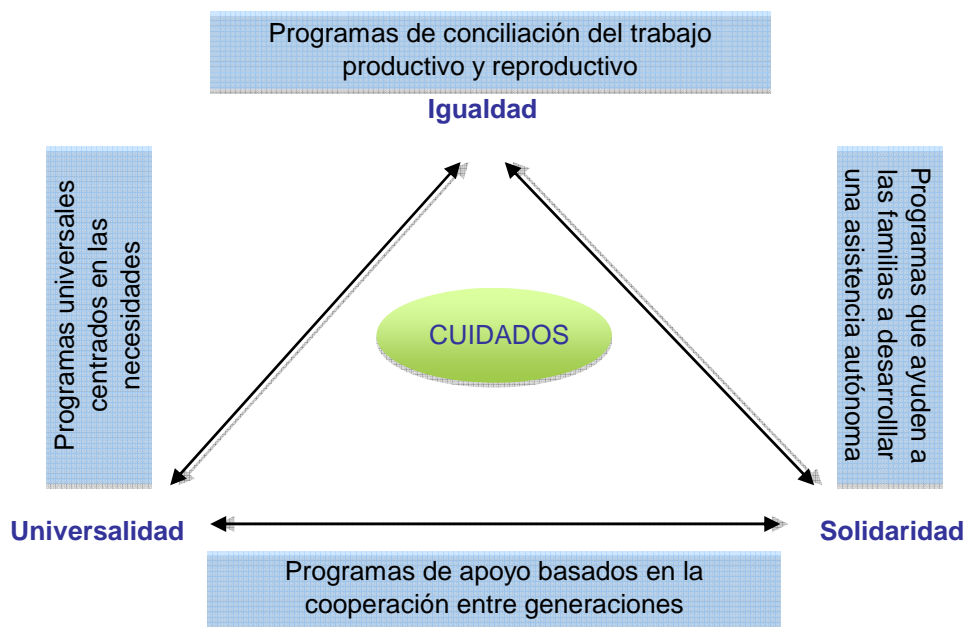 Programas de conciliación del trabajo
productivo y reproductivo
Igualdad
Programas universales
centrados en las
necesidades
Programas que ayuden a
las familias a desarrolllar
una asistencia autónoma
CUIDADOS
Universalidad
Solidaridad
Programas de apoyo basados en la
cooperación entre generaciones